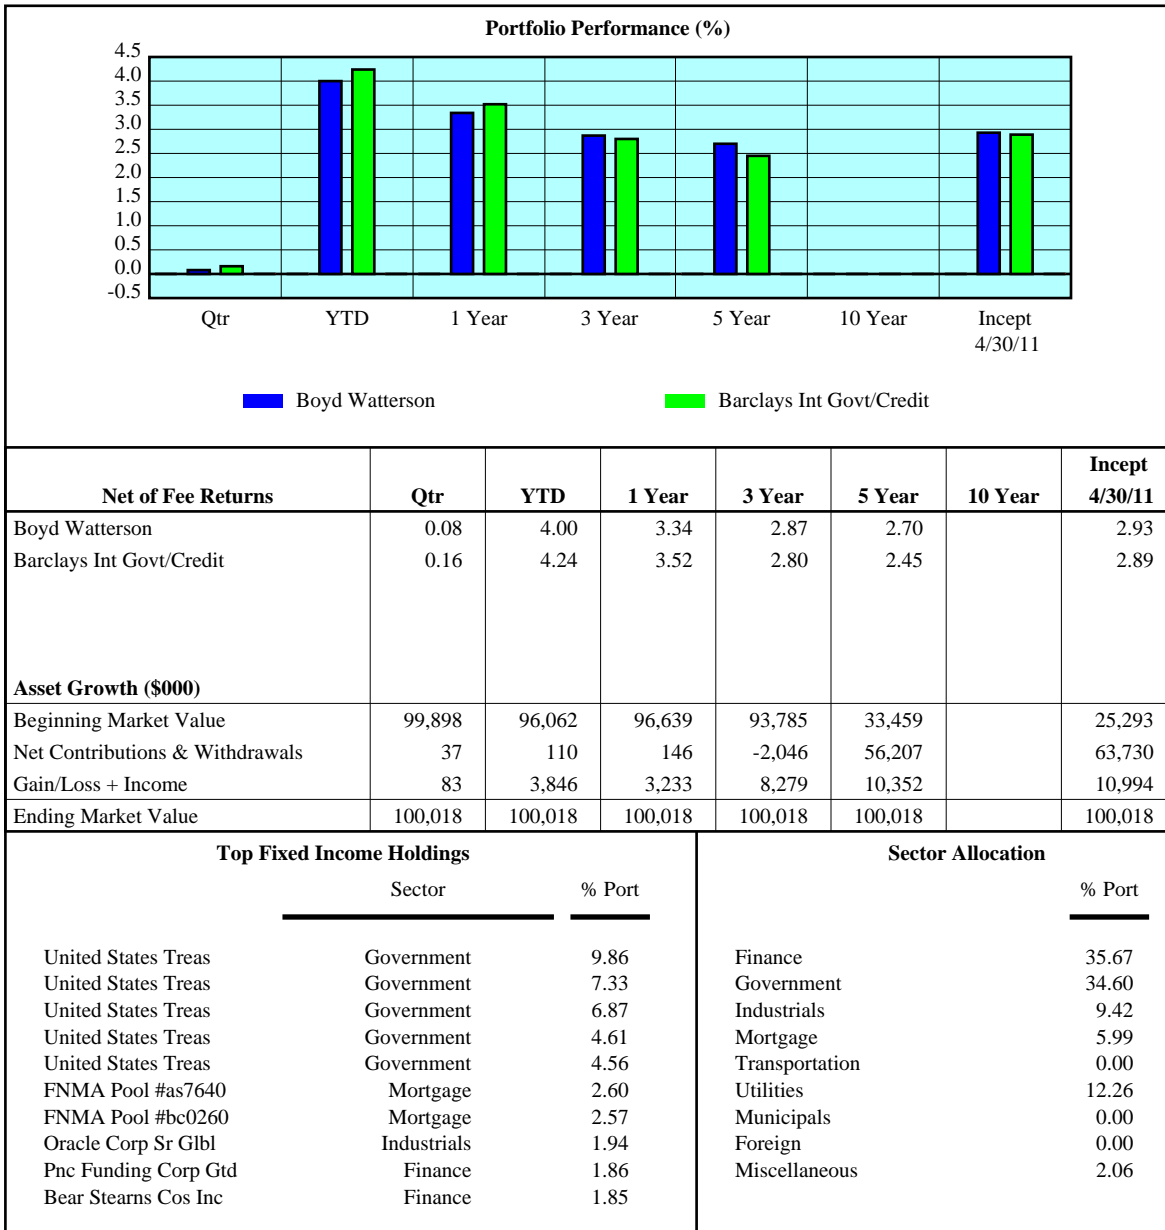 Portfolio Performance (%)
4.5
4.0
3.5
3.0
2.5
2.0
1.5
1.0
0.5
0.0
-0.5
Qtr YTD 1 Year 3 Year 5 Year 10 Year Incept
4/30/11
Boyd Watterson Barclays Int Govt/Credit
Incept
Net of Fee Returns Qtr YTD 1 Year 3 Year 5 Year 10 Year 4/30/11
Boyd Watterson 0.08 4.00 3.34 2.87 2.70 2.93
Barclays Int Govt/Credit 0.16 4.24 3.52 2.80 2.45 2.89
Asset Growth ($000)
Beginning Market Value 99,898 96,062 96,639 93,785 33,459 25,293
Net Contributions & Withdrawals 37 110 146 -2,046 56,207 63,730
Gain/Loss + Income 83 3,846 3,233 8,279 10,352 10,994
Ending Market Value 100,018 100,018 100,018 100,018 100,018 100,018
Top Fixed Income Holdings
Sector % Port
United States Treas Government 9.86
United States Treas Government 7.33
United States Treas Government 6.87
United States Treas Government 4.61
United States Treas Government 4.56
FNMA Pool #as7640 Mortgage 2.60
FNMA Pool #bc0260 Mortgage 2.57
Oracle Corp Sr Glbl Industrials 1.94
Pnc Funding Corp Gtd Finance 1.86
Bear Stearns Cos Inc Finance 1.85
Sector Allocation
% Port
Finance 35.67
Government 34.60
Industrials 9.42
Mortgage 5.99
Transportation 0.00
Utilities 12.26
Municipals 0.00
Foreign 0.00
Miscellaneous 2.06